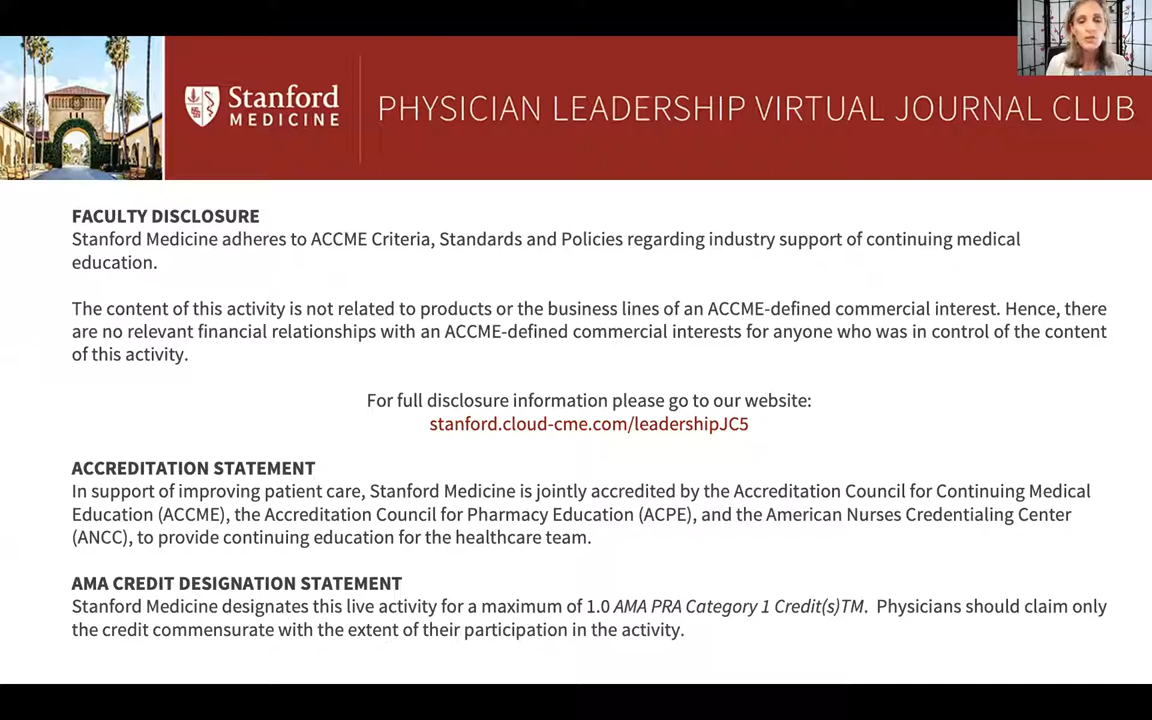 Stanford
MEDICINE
PHYSICIAN LEADERSHIP VIRTUAL JOURNAL CLUB
FACULTY DISCLOSURE
Stanford Medicine adheres to ACCME Criteria, Standards and Policies regarding industry support of continuing medical
education.
The content of this activity is not related to products or the business lines of an ACCME-defined commercial interest. Hence, there
are no relevant financial relationships with an ACCME-defined commercial interests for anyone who was in control of the content
of this activity.
For full disclosure information please go to our website:
stanford.cloud-cme.com/leadershipJC5
ACCREDITATION STATEMENT
In support of improving patient care, Stanford Medicine is jointly accredited by the Accreditation Council for Continuing Medical
Education (ACCME), the Accreditation Council for Pharmacy Education (ACPE), and the American Nurses Credentialing Center
(ANCC), to provide continuing education for the healthcare team.
AMA CREDIT DESIGNATION STATEMENT
Stanford Medicine designates this live activity for a maximum of 1.0 AMA PRA Category 1 Credit(s)TM.  Physicians should claim only
the credit commensurate with the extent of their participation in the activity.